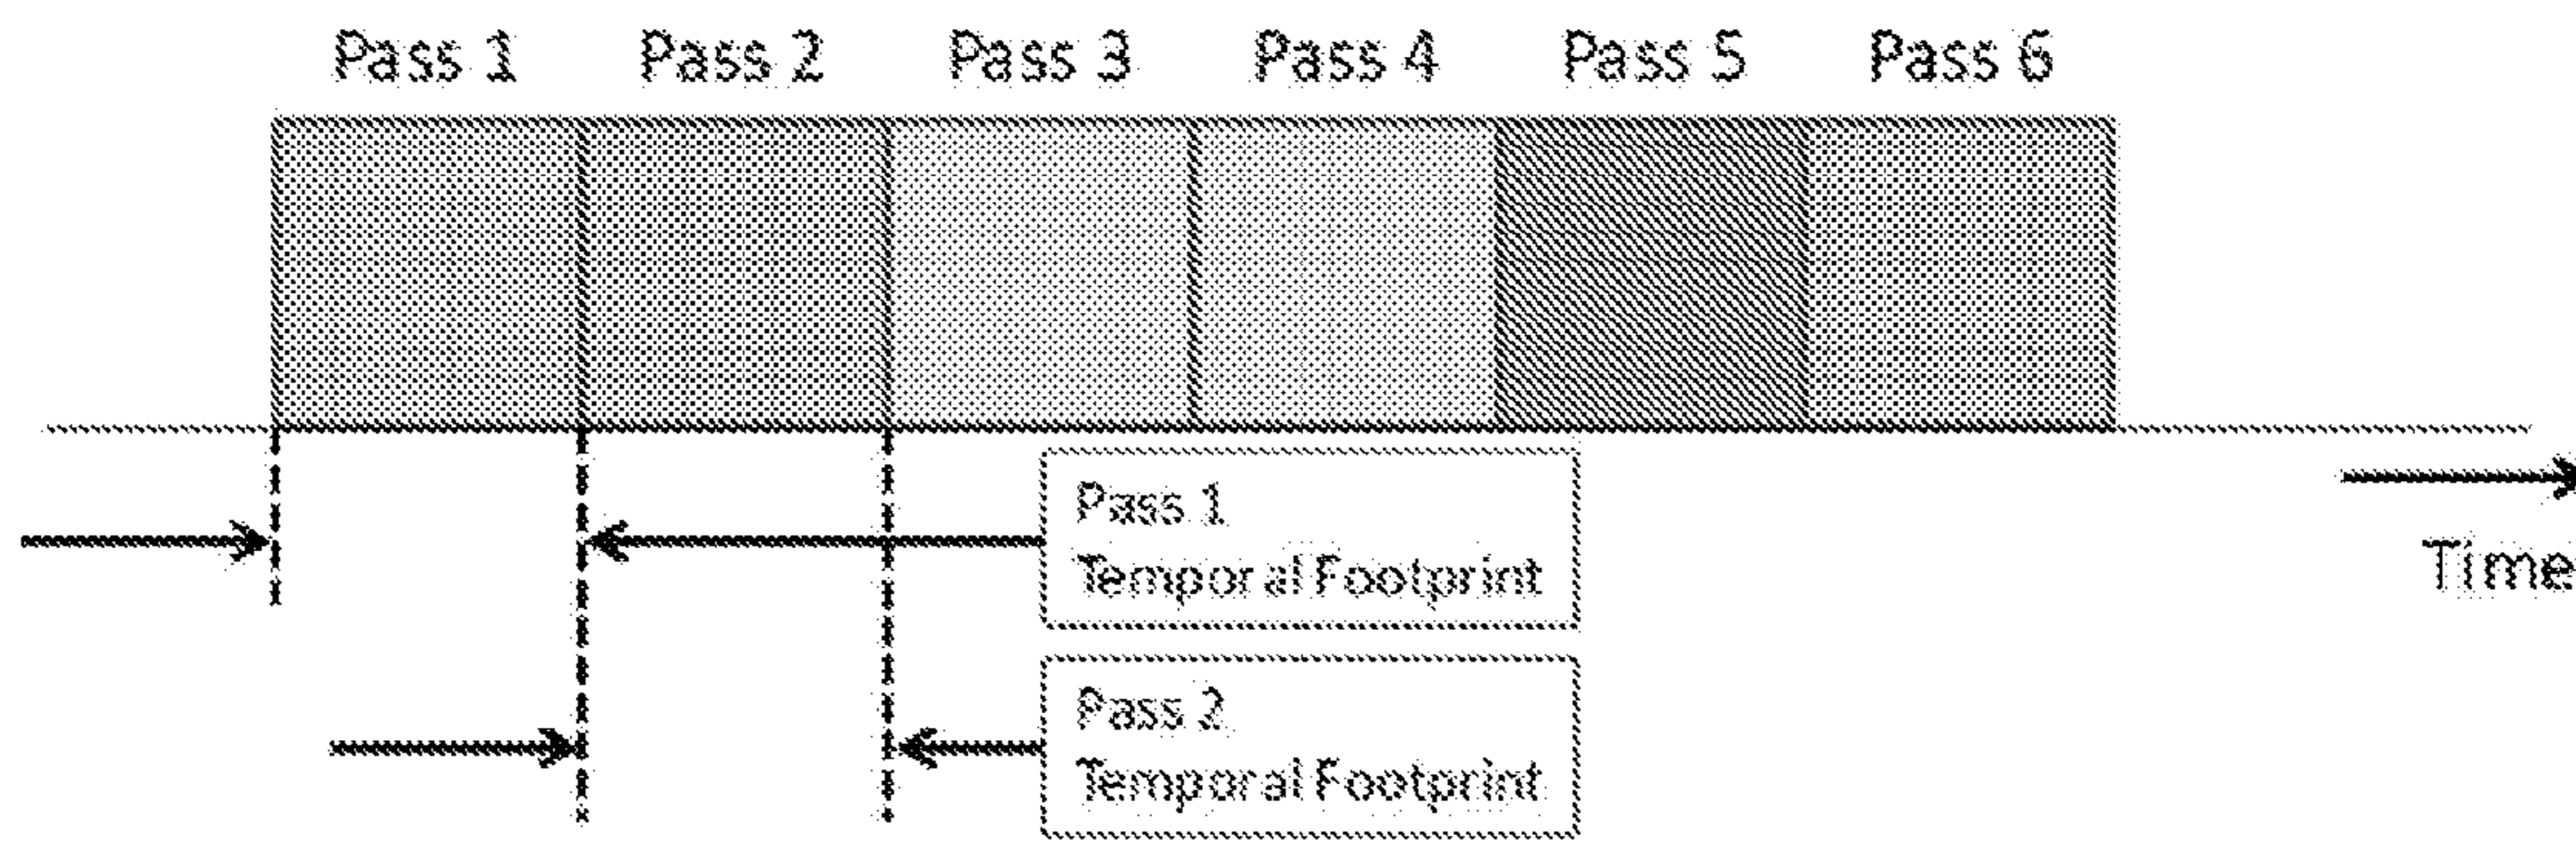 Pass 1 Pass 2 Pass 3 Pass 4 Pass 5 Pass 6
Pass 1
Temporal Footprint
Time
Pass 2
Temporal Footprint